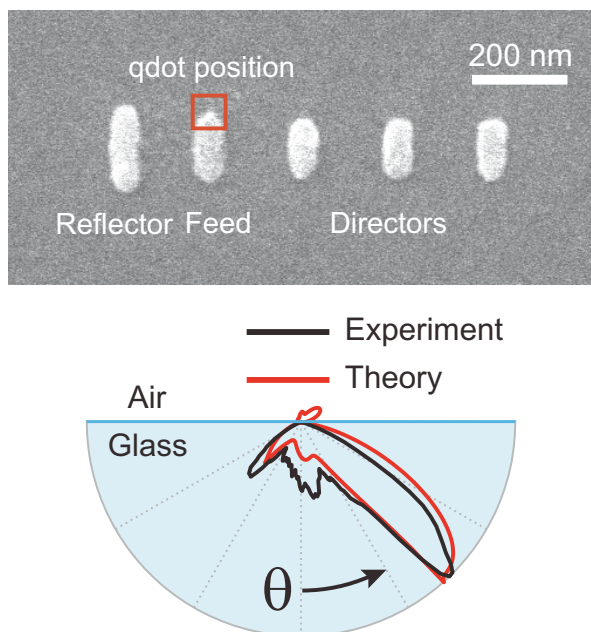 200 nm
qdot position
Reflector Feed Directors
Experiment
Theory
Air
Glass
θ